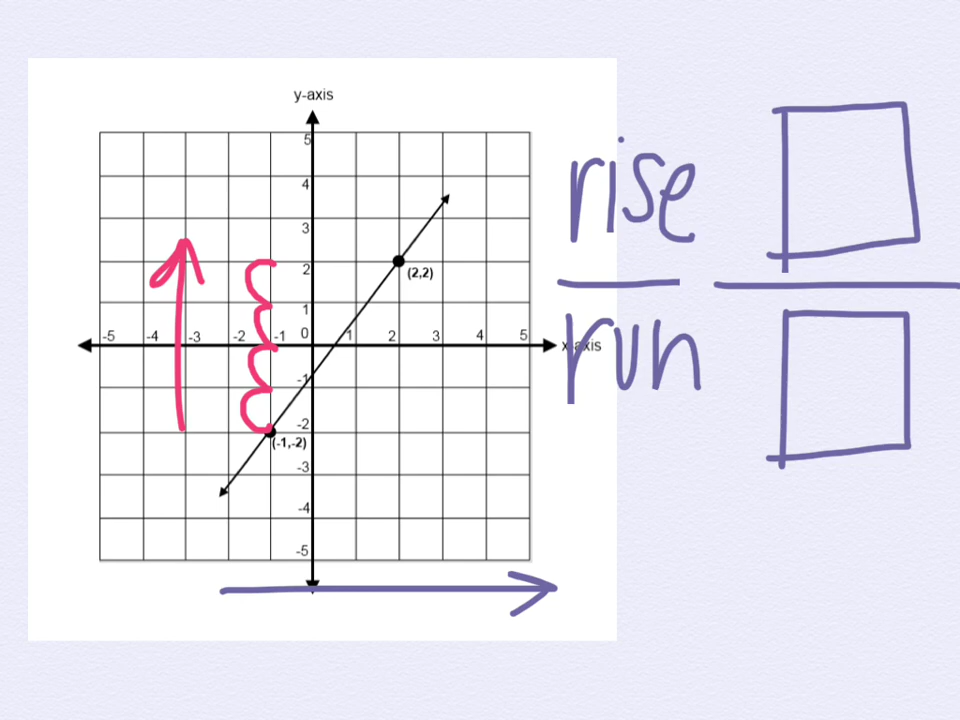 y-axis
5
4
3
2
1
0
-5 -4 -3 -2 -1 1 2 3 4 5
x-axis
-1
-2
-3
-4
-5
(2,2)
(-1,-2)
rise
run